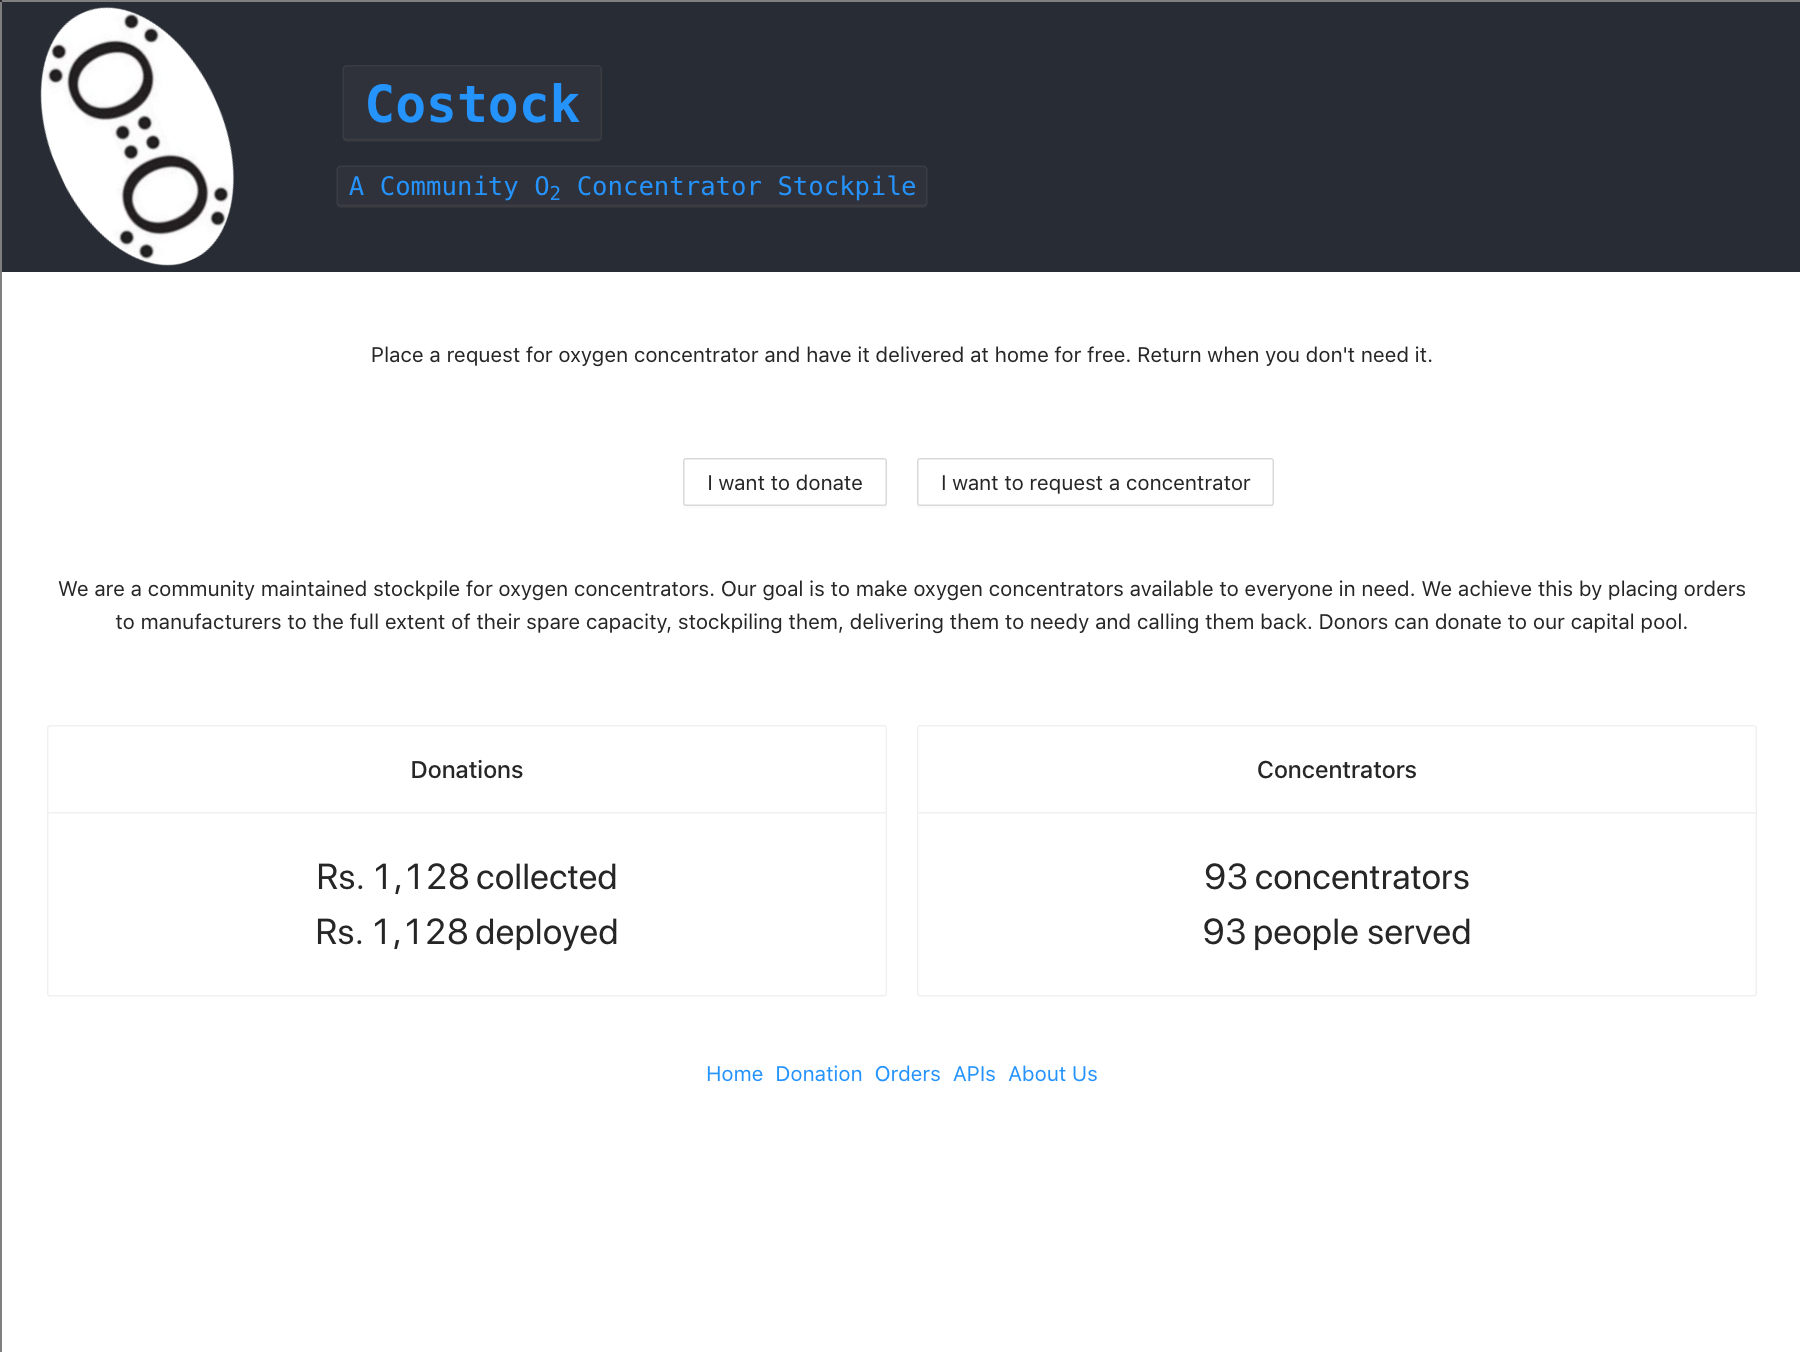 Costock
A Community O₂ Concentrator Stockpile
Place a request for oxygen concentrator and have it delivered at home for free. Return when you don't need it.
I want to donate
I want to request a concentrator
We are a community maintained stockpile for oxygen concentrators. Our goal is to make oxygen concentrators available to everyone in need. We achieve this by placing orders
to manufacturers to the full extent of their spare capacity, stockpiling them, delivering them to needy and calling them back. Donors can donate to our capital pool.
Donations
Rs. 1,128 collected
Rs. 1,128 deployed
Concentrators
93 concentrators
93 people served
Home Donation Orders APIs About Us